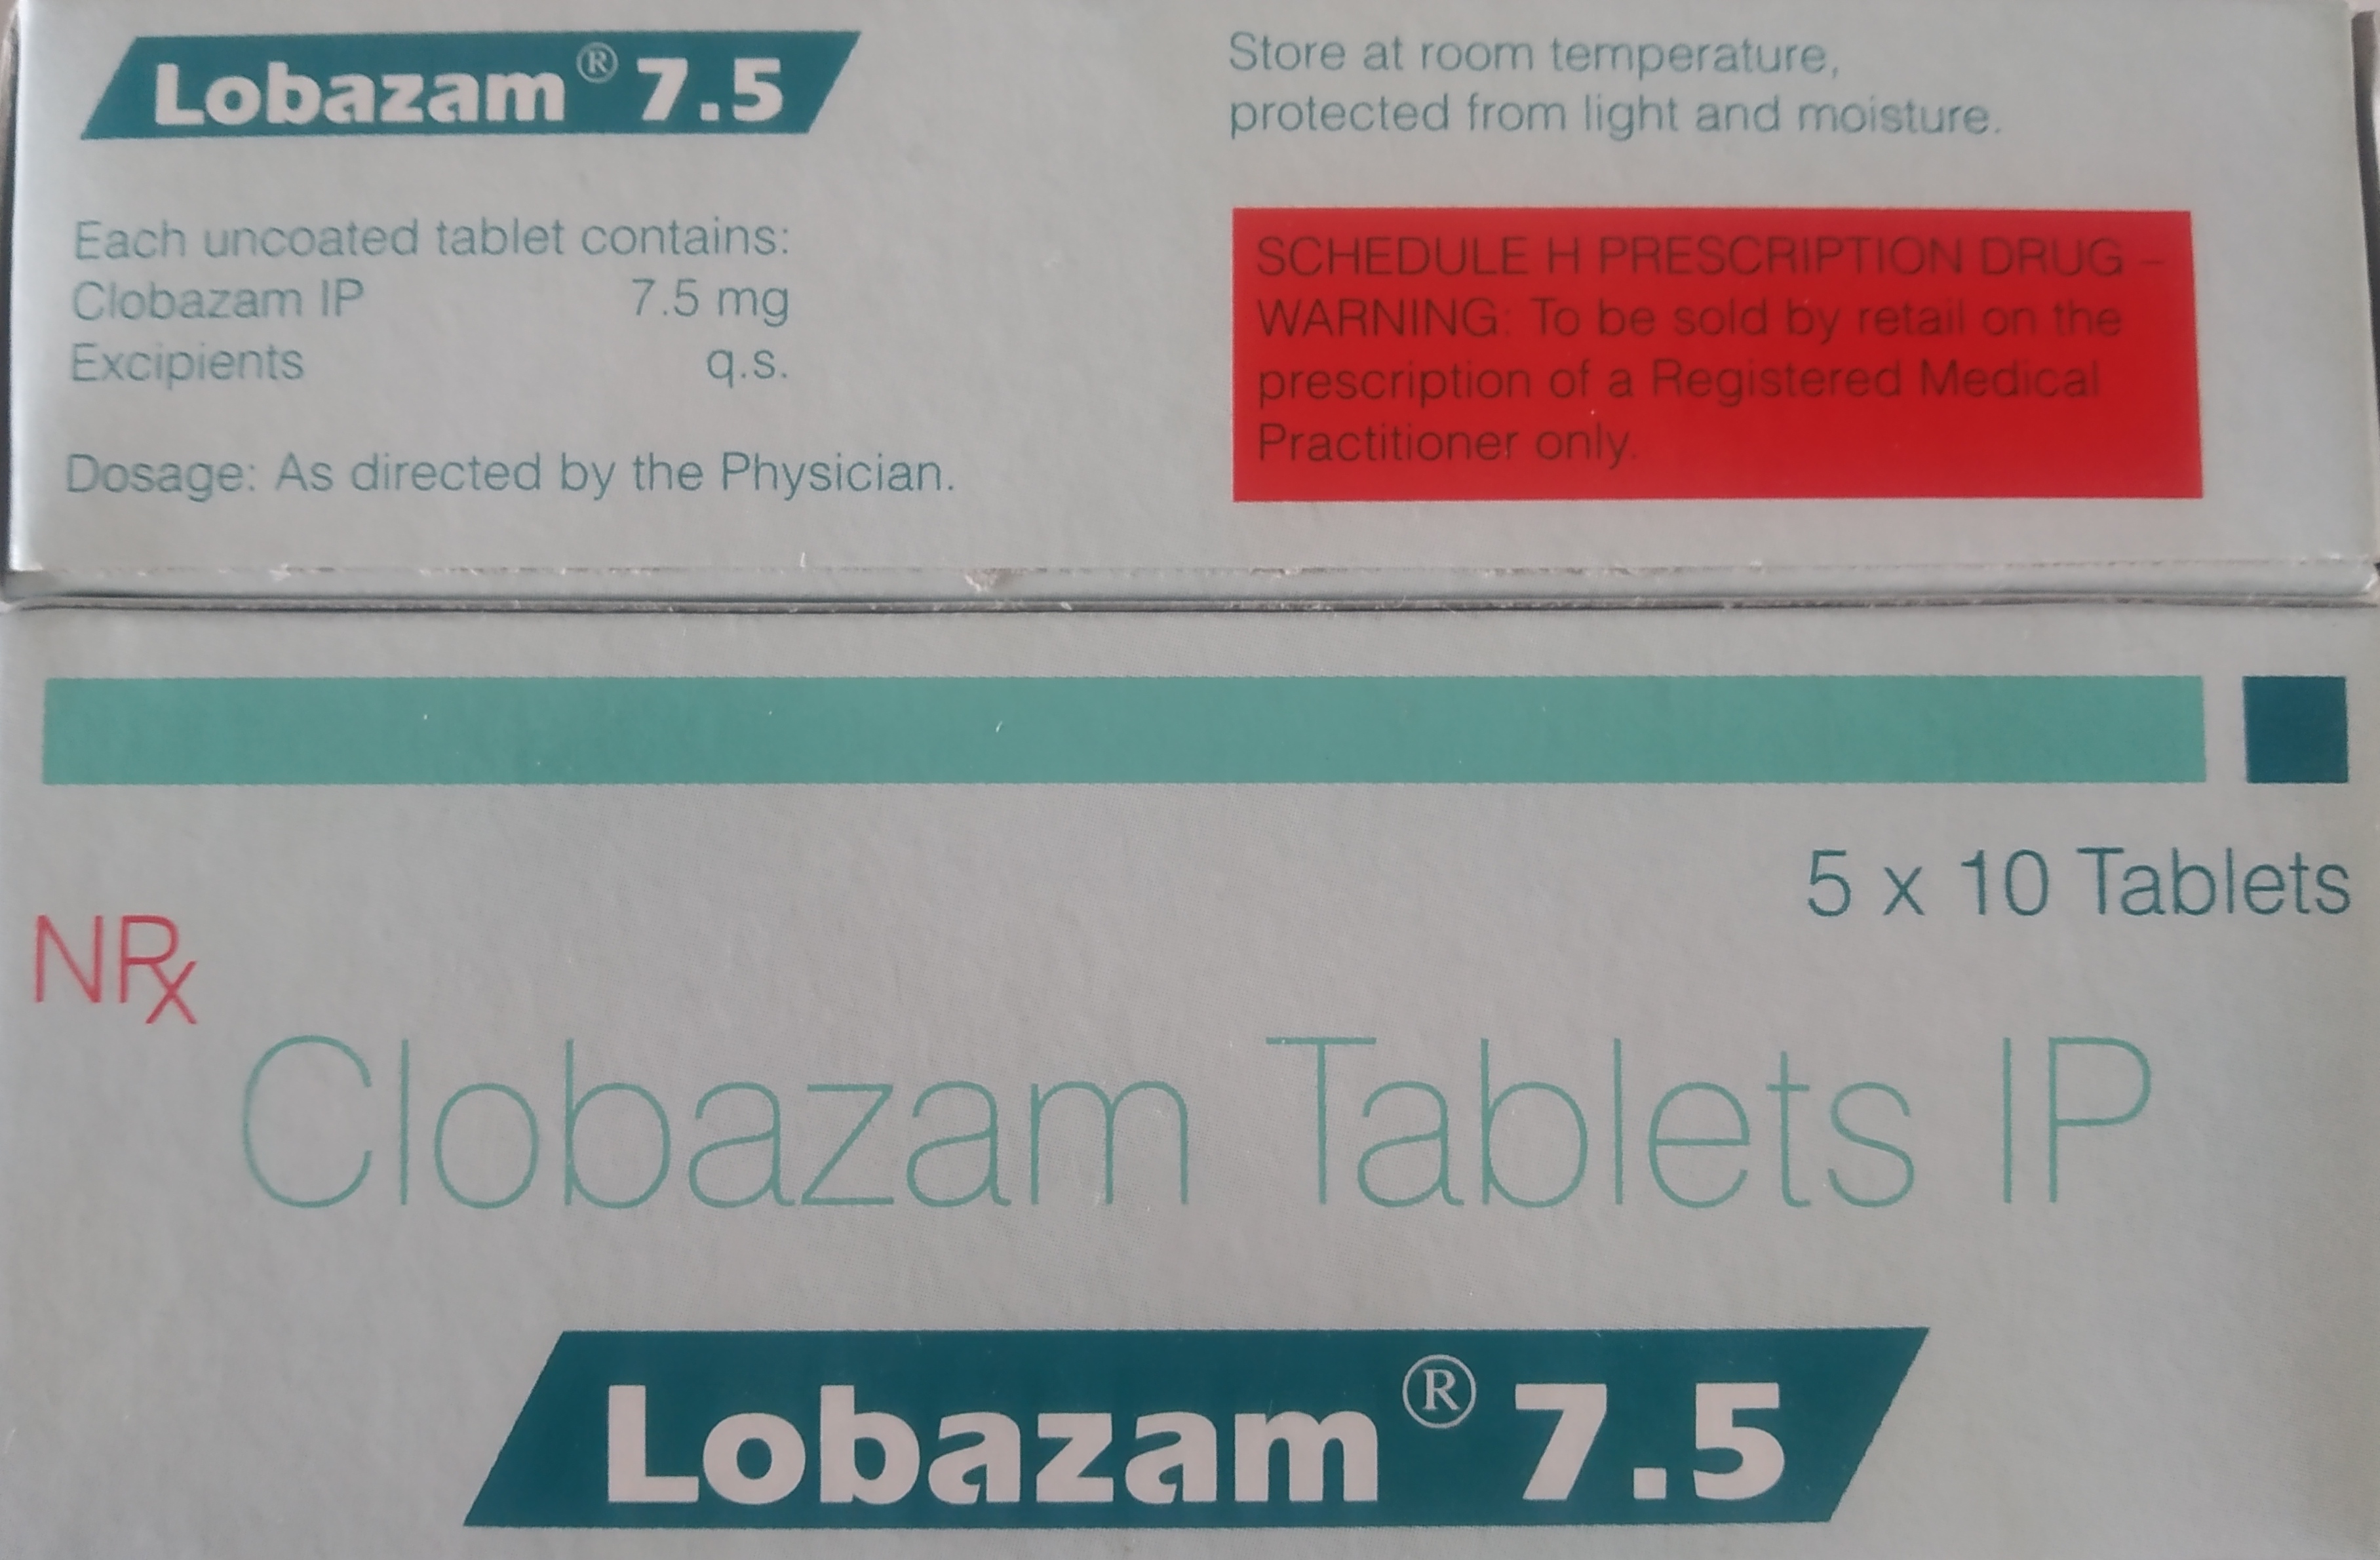 Lobazam® 7.5
Each uncoated tablet contains:
Clobazam IP 7.5 mg
Excipients q.s.
Dosage: As directed by the Physician.
Store at room temperature,
protected from light and moisture.
SCHEDULE H PRESCRIPTION DRUG –
WARNING: To be sold by retail on the
prescription of a Registered Medical
Practitioner only.
5 x 10 Tablets
NRx
Clobazam Tablets IP
Lobazam® 7.5